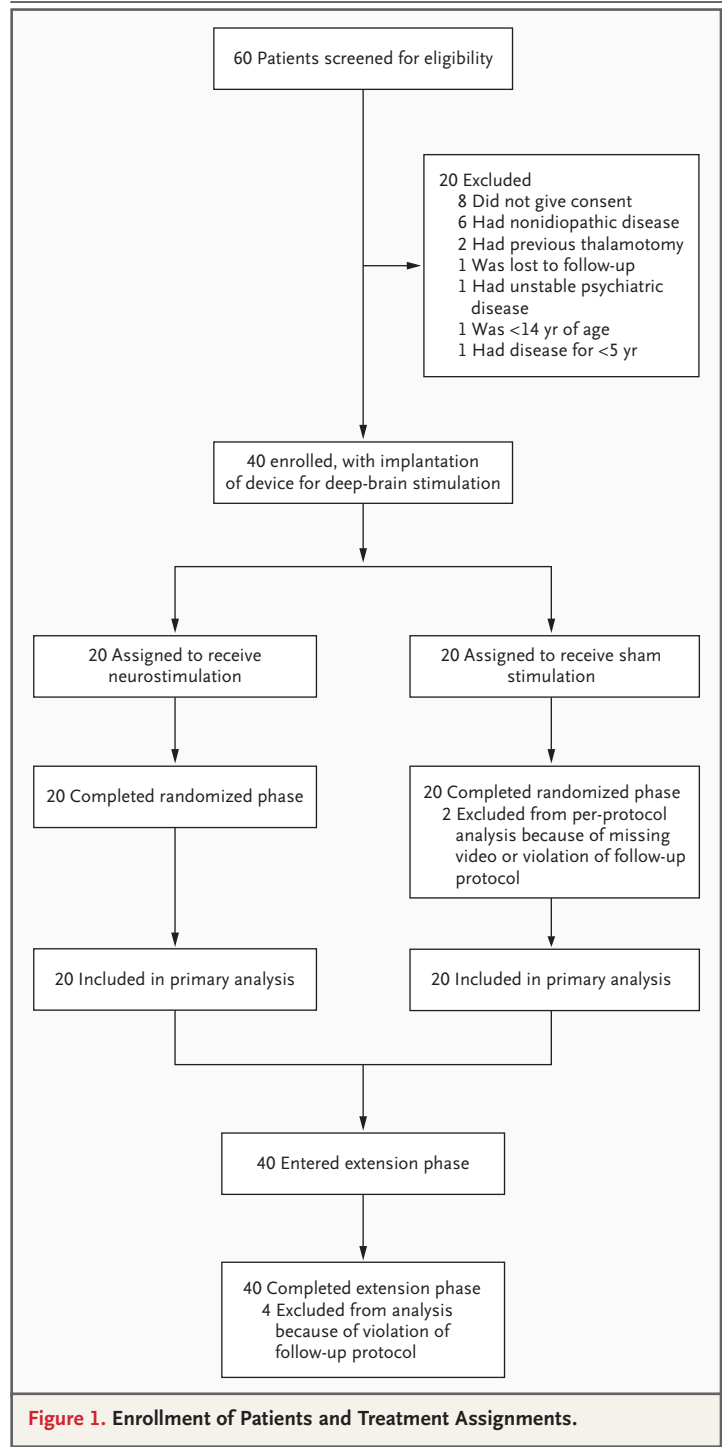 60 Patients screened for eligibility
20 Excluded
8 Did not give consent
6 Had nonidiopathic disease
2 Had previous thalamotomy
1 Was lost to follow-up
1 Had unstable psychiatric
disease
1 Was <14 yr of age
1 Had disease for <5 yr
40 enrolled, with implantation
of device for deep-brain stimulation
20 Assigned to receive
neurostimulation
20 Assigned to receive sham
stimulation
20 Completed randomized phase
20 Completed randomized phase
2 Excluded from per-protocol
analysis because of missing
video or violation of follow-up
protocol
20 Included in primary analysis
20 Included in primary analysis
40 Entered extension phase
40 Completed extension phase
4 Excluded from analysis
because of violation of
follow-up protocol
Figure 1. Enrollment of Patients and Treatment Assignments.